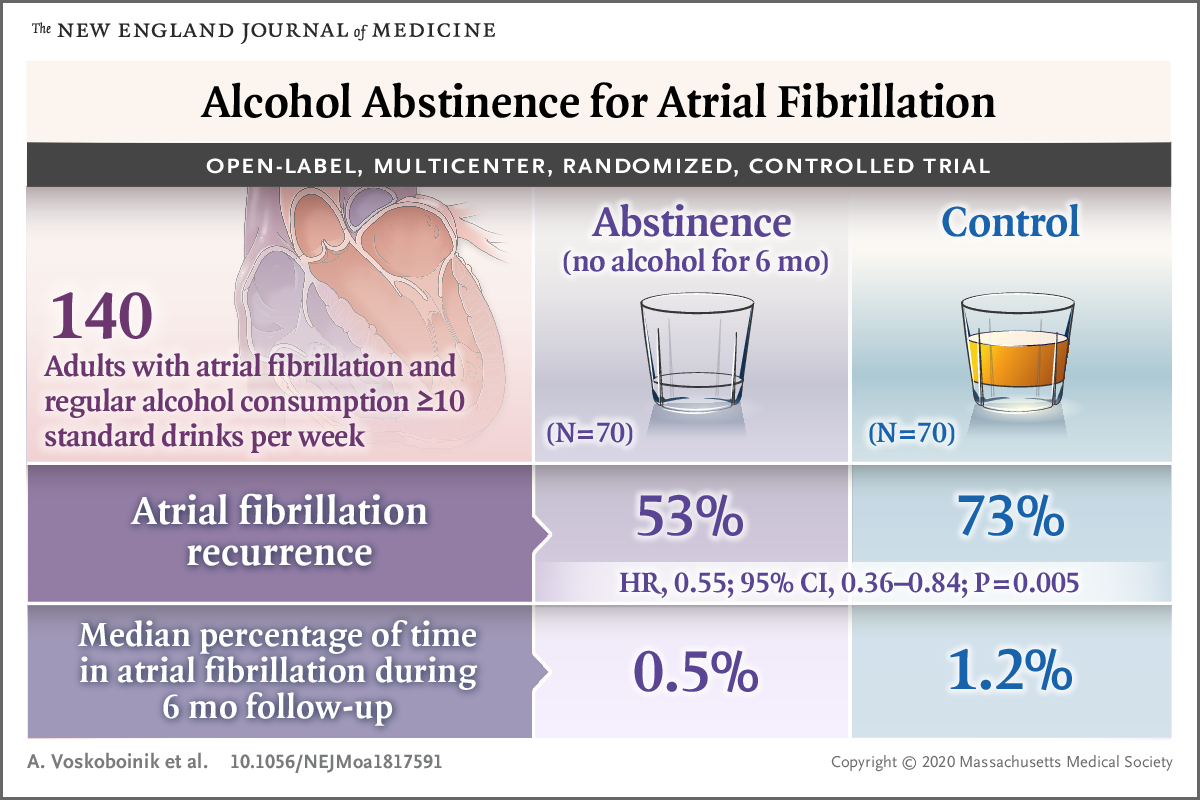 The NEW ENGLAND JOURNAL of MEDICINE
Alcohol Abstinence for Atrial Fibrillation
OPEN-LABEL, MULTICENTER, RANDOMIZED, CONTROLLED TRIAL
140
Adults with atrial fibrillation and
regular alcohol consumption ≥10
standard drinks per week
Abstinence
(no alcohol for 6 mo)
(N=70)
Control
(N=70)
Atrial fibrillation
recurrence
53%
73%
HR, 0.55; 95% CI, 0.36–0.84; P=0.005
Median percentage of time
in atrial fibrillation during
6 mo follow-up
0.5%
1.2%
A. Voskoboinik et al. 10.1056/NEJMoa1817591
Copyright © 2020 Massachusetts Medical Society